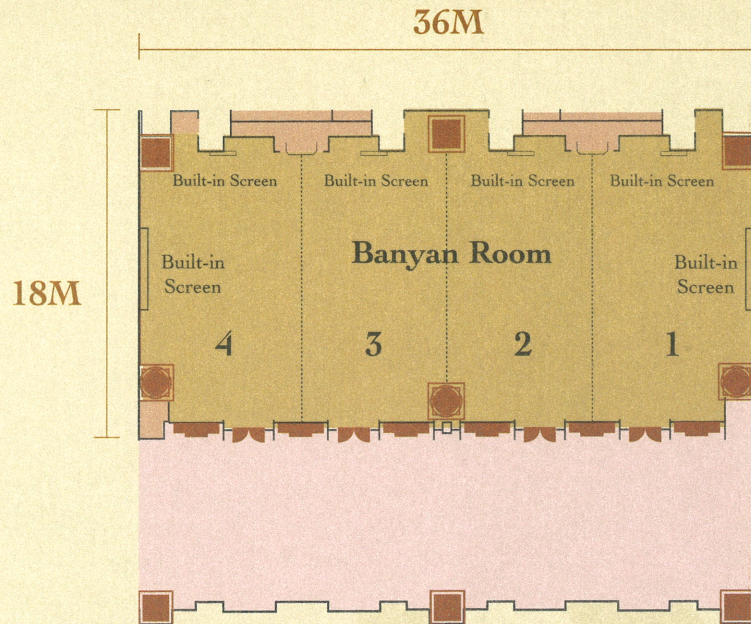 36M
Built-in Screen
Built-in Screen
Built-in Screen
Built-in Screen
18M
Built-in
Screen
Banyan Room
Built-in
Screen
4
3
2
1